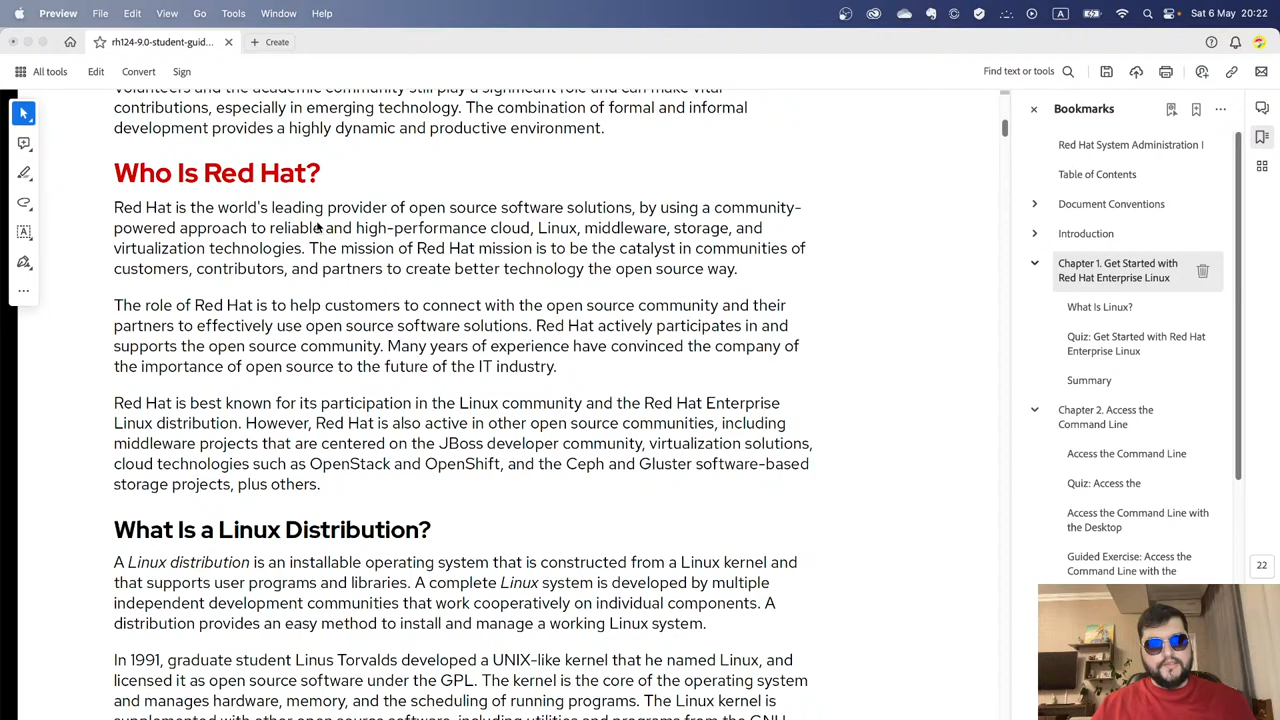 Preview File Edit View Go Tools Window Help
A
Sat 6 May 20:22
rh124-9.0-student-guid...
Create
All tools Edit Convert Sign
Find text or tools
contributions, especially in emerging technology. The combination of formal and informal
development provides a highly dynamic and productive environment.
Who Is Red Hat?
Red Hat is the world's leading provider of open source software solutions, by using a community-
powered approach to reliable and high-performance cloud, Linux, middleware, storage, and
virtualization technologies. The mission of Red Hat mission is to be the catalyst in communities of
customers, contributors, and partners to create better technology the open source way.
The role of Red Hat is to help customers to connect with the open source community and their
partners to effectively use open source software solutions. Red Hat actively participates in and
supports the open source community. Many years of experience have convinced the company of
the importance of open source to the future of the IT industry.
Red Hat is best known for its participation in the Linux community and the Red Hat Enterprise
Linux distribution. However, Red Hat is also active in other open source communities, including
middleware projects that are centered on the JBoss developer community, virtualization solutions,
cloud technologies such as OpenStack and OpenShift, and the Ceph and Gluster software-based
storage projects, plus others.
What Is a Linux Distribution?
A Linux distribution is an installable operating system that is constructed from a Linux kernel and
that supports user programs and libraries. A complete Linux system is developed by multiple
independent development communities that work cooperatively on individual components. A
distribution provides an easy method to install and manage a working Linux system.
In 1991, graduate student Linus Torvalds developed a UNIX-like kernel that he named Linux, and
licensed it as open source software under the GPL. The kernel is the core of the operating system
and manages hardware, memory, and the scheduling of running programs. The Linux kernel is
Bookmarks
Red Hat System Administration I
Table of Contents
Document Conventions
Introduction
Chapter 1. Get Started with
Red Hat Enterprise Linux
What Is Linux?
Quiz: Get Started with Red Hat
Enterprise Linux
Summary
Chapter 2. Access the
Command Line
Access the Command Line
Quiz: Access the
Access the Command Line with
the Desktop
Guided Exercise: Access the
Command Line with the
22